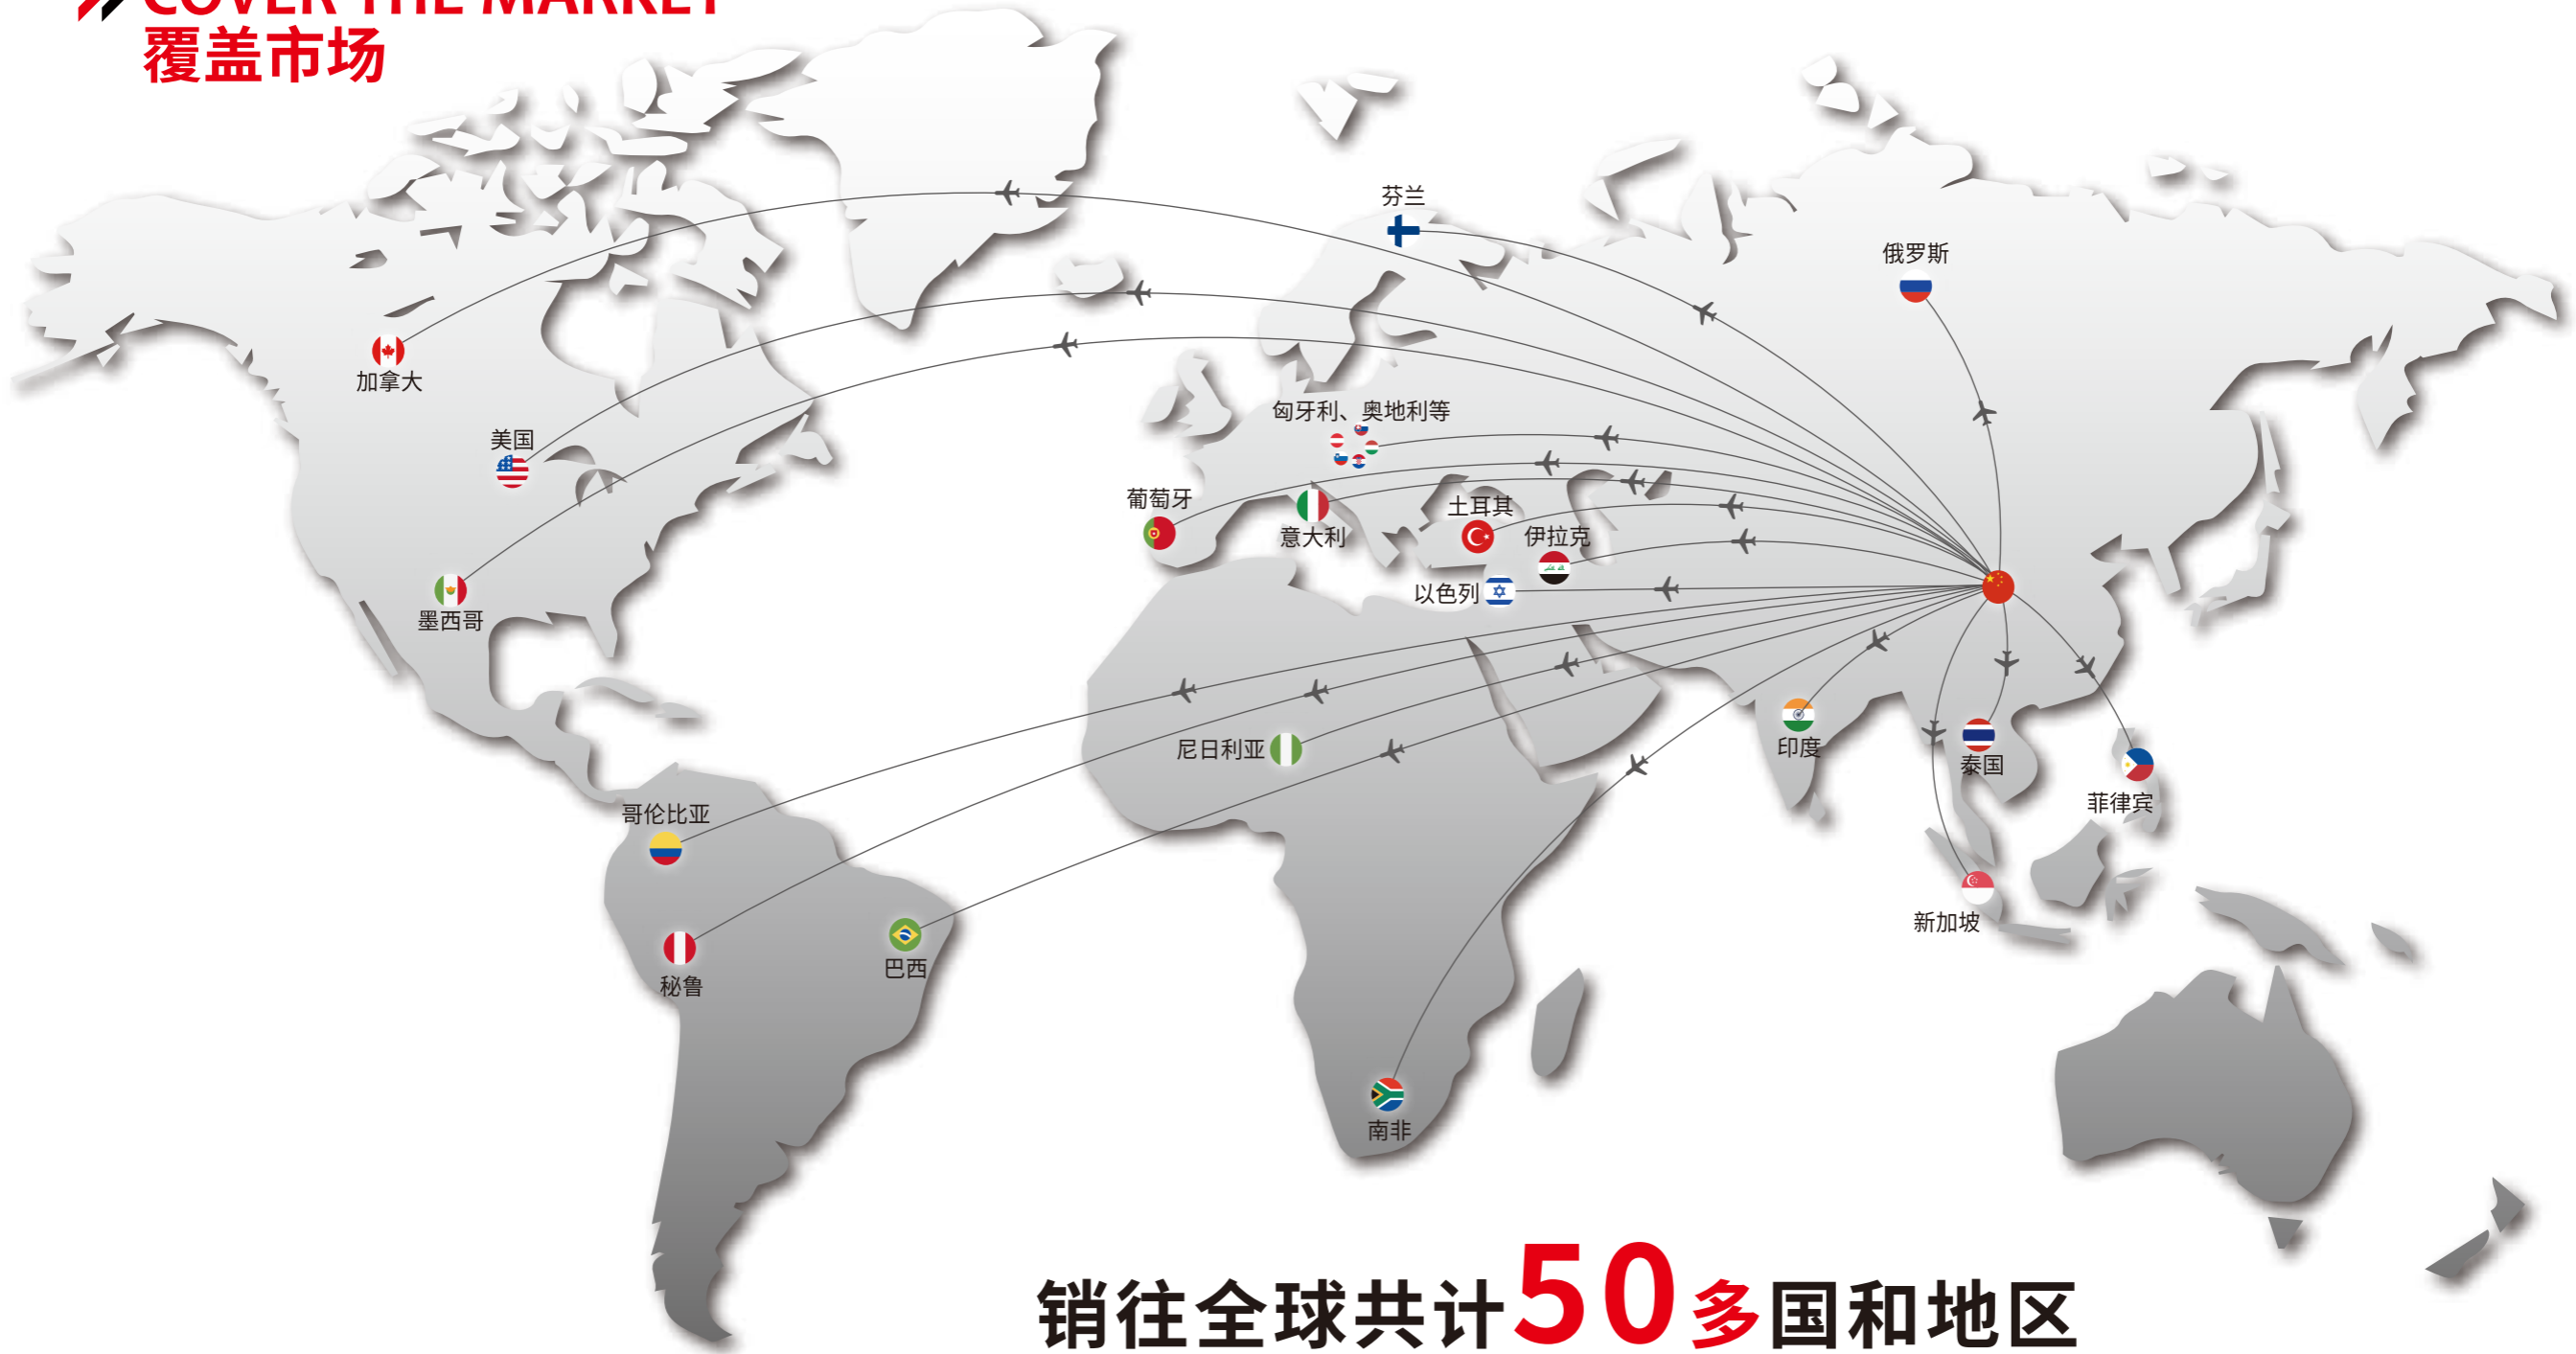 COVER THE MARKET
覆盖市场
芬兰
俄罗斯
加拿大
匈牙利、奥地利等
美国
葡萄牙
土耳其
意大利
伊拉克
以色列
墨西哥
尼日利亚
印度
泰国
菲律宾
哥伦比亚
新加坡
巴西
秘鲁
南非
销往全球共计50多国和地区